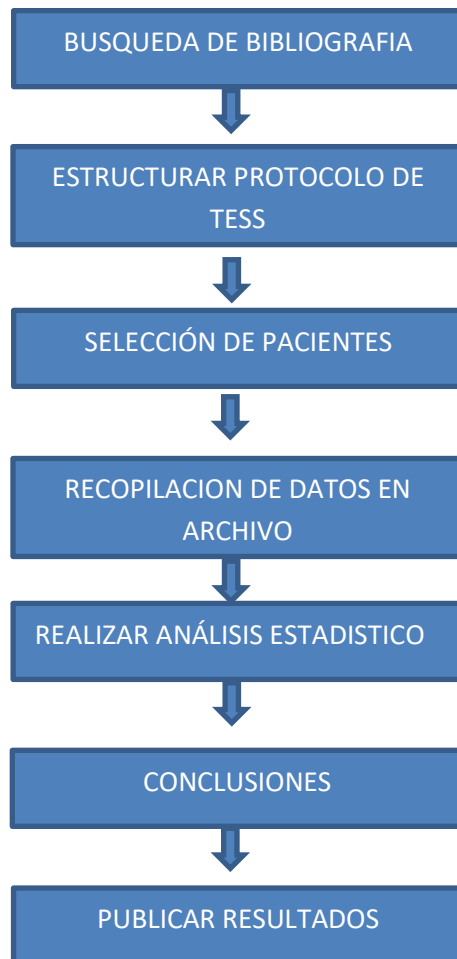 BUSQUEDA DE BIBLIOGRAFIA
ESTRUCTURAR PROTOCOLO DE
TESS
SELECCIÓN DE PACIENTES
RECOPILACION DE DATOS EN
ARCHIVO
REALIZAR ANÁLISIS ESTADISTICO
CONCLUSIONES
PUBLICAR RESULTADOS